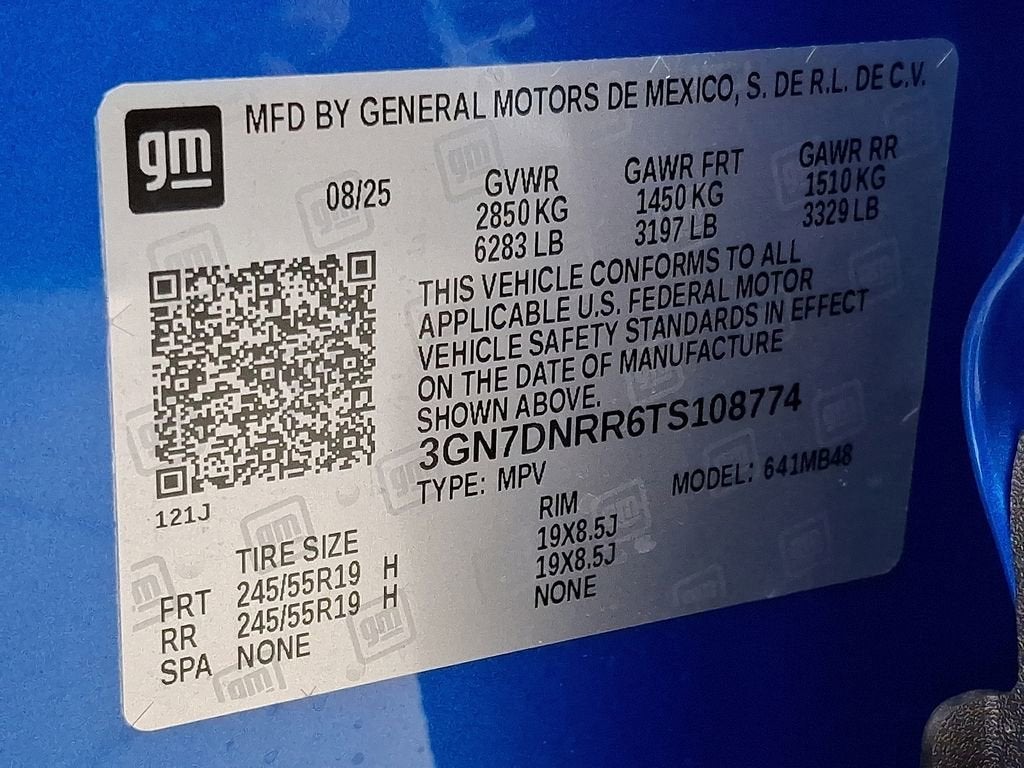 gm
MFD BY GENERAL MOTORS DE MEXICO, S. DE R.L. DE C.V.
08/25
GVWR
2850 KG
6283 LB
GAWR FRT
1450 KG
3197 LB
GAWR RR
1510 KG
3329 LB
THIS VEHICLE CONFORMS TO ALL
APPLICABLE U.S. FEDERAL MOTOR
VEHICLE SAFETY STANDARDS IN EFFECT
ON THE DATE OF MANUFACTURE
SHOWN ABOVE.
3GN7DNRR6TS108774
TYPE: MPV MODEL: 641MB48
121J
TIRE SIZE RIM
FRT 245/55R19 H 19X8.5J
RR 245/55R19 H 19X8.5J
SPA NONE NONE